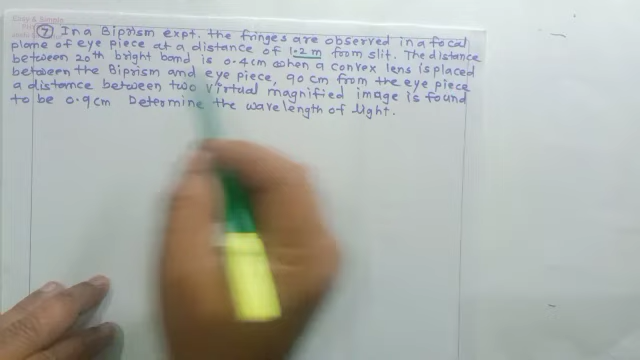 ⑦ In a Biprism expt. the fringes are observed in a focal
plane of eye piece at a distance of 1.2 m from slit. The distance
between 20th bright band is 0.4cm when a convex lens is placed
between the Biprism and eye piece, 90 cm from the eye piece
a distance between two virtual magnified image is found
to be 0.9cm Determine the wavelength of light.